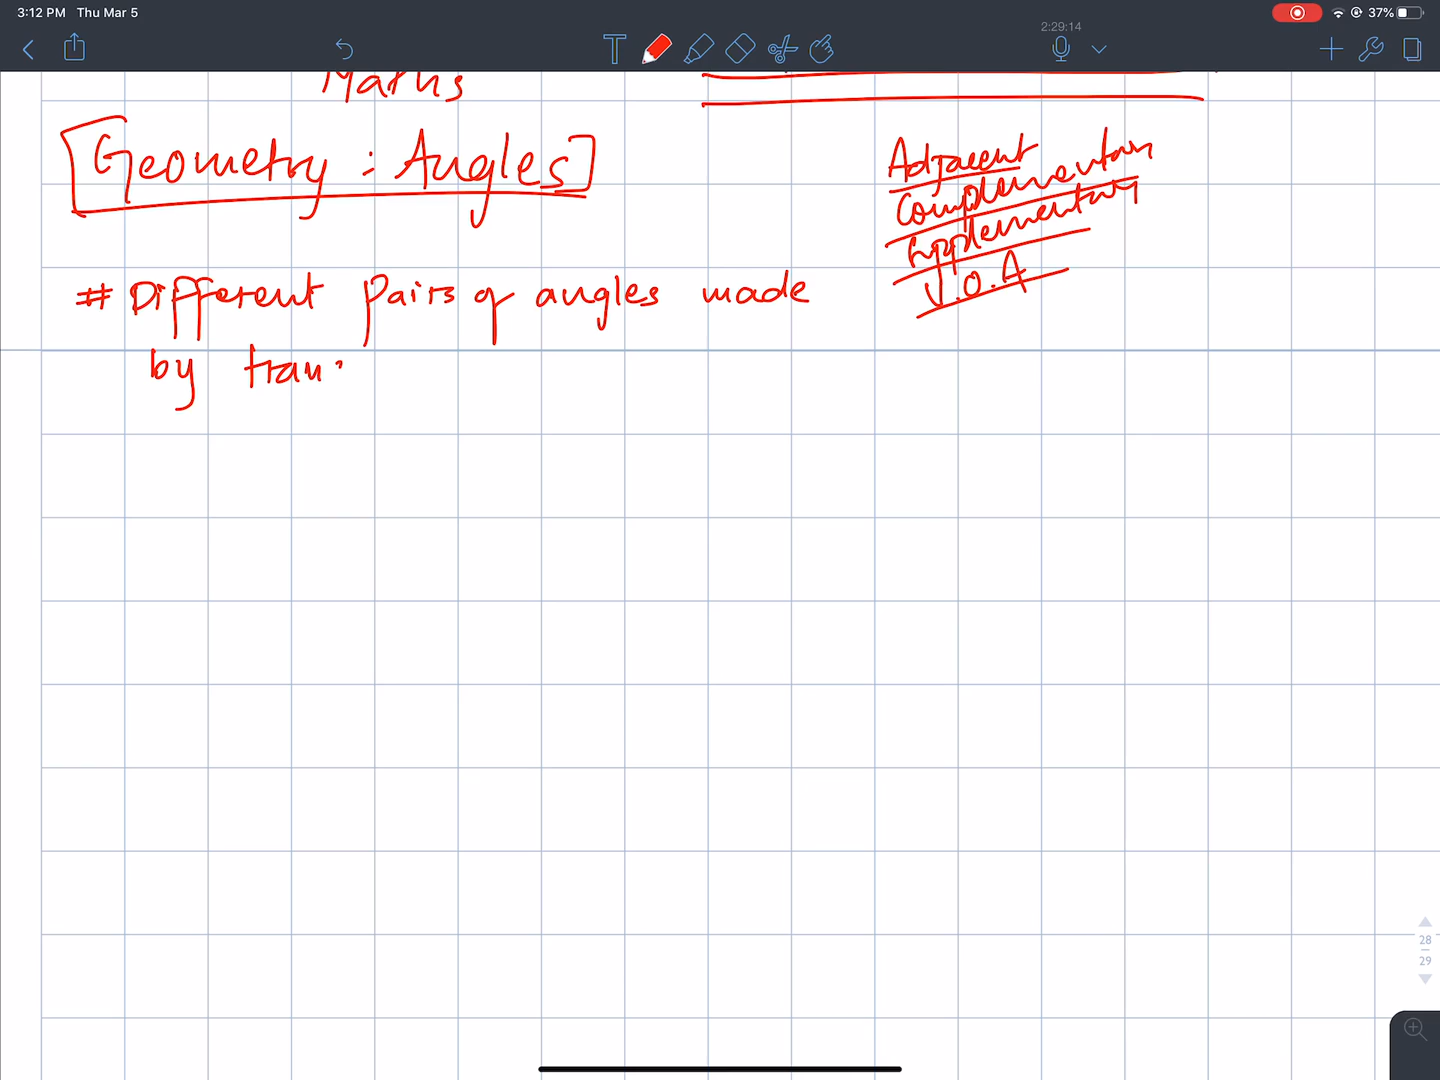 3:12 PM Thu Mar 5
37%
2:29:14
Maths
[Geometry : Angles]
Adjacent
Complementary
Supplementary
V.O.A
# Different Pairs of angles made
by tran
28
29